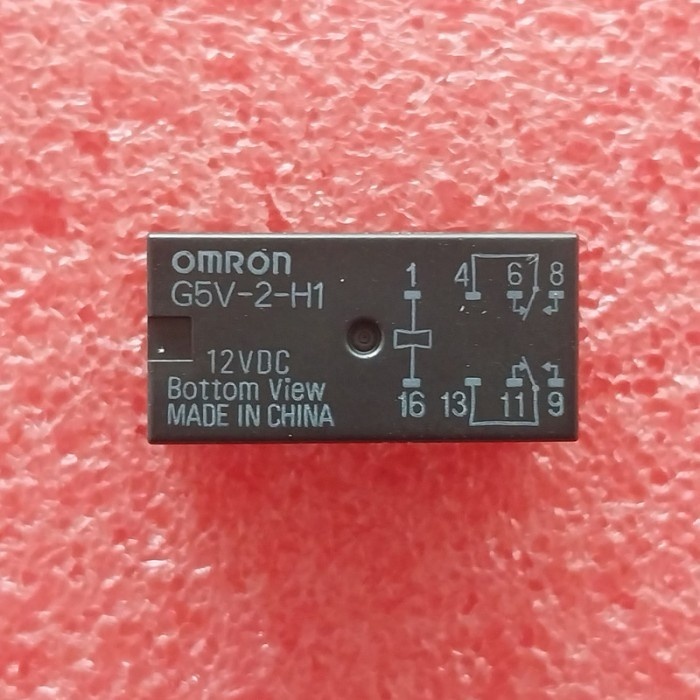 OMRON
G5V-2-H1
12VDC
Bottom View
MADE IN CHINA
1 4 6 8
16 13 11 9